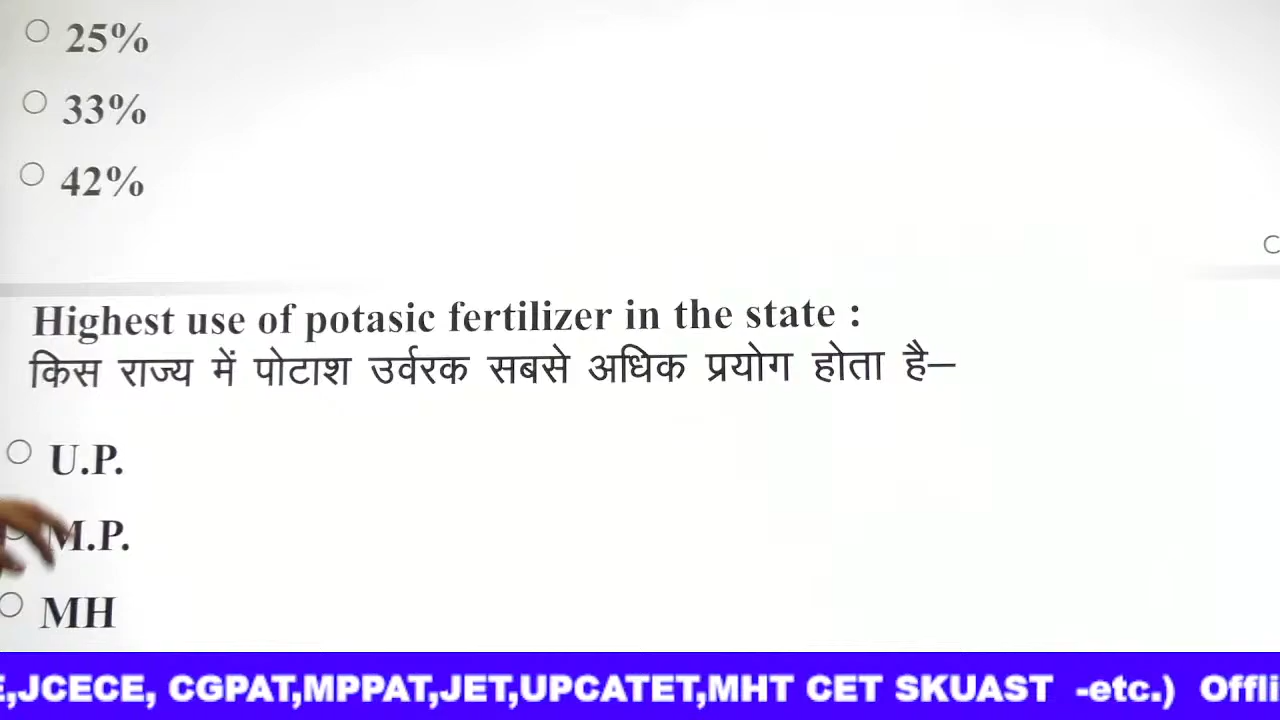 25%
33%
42%
Highest use of potasic fertilizer in the state :
किस राज्य में पोटाश उर्वरक सबसे अधिक प्रयोग होता है–
U.P.
M.P.
MH
E,JCECE, CGPAT,MPPAT,JET,UPCATET,MHT CET SKUAST -etc.) Offli